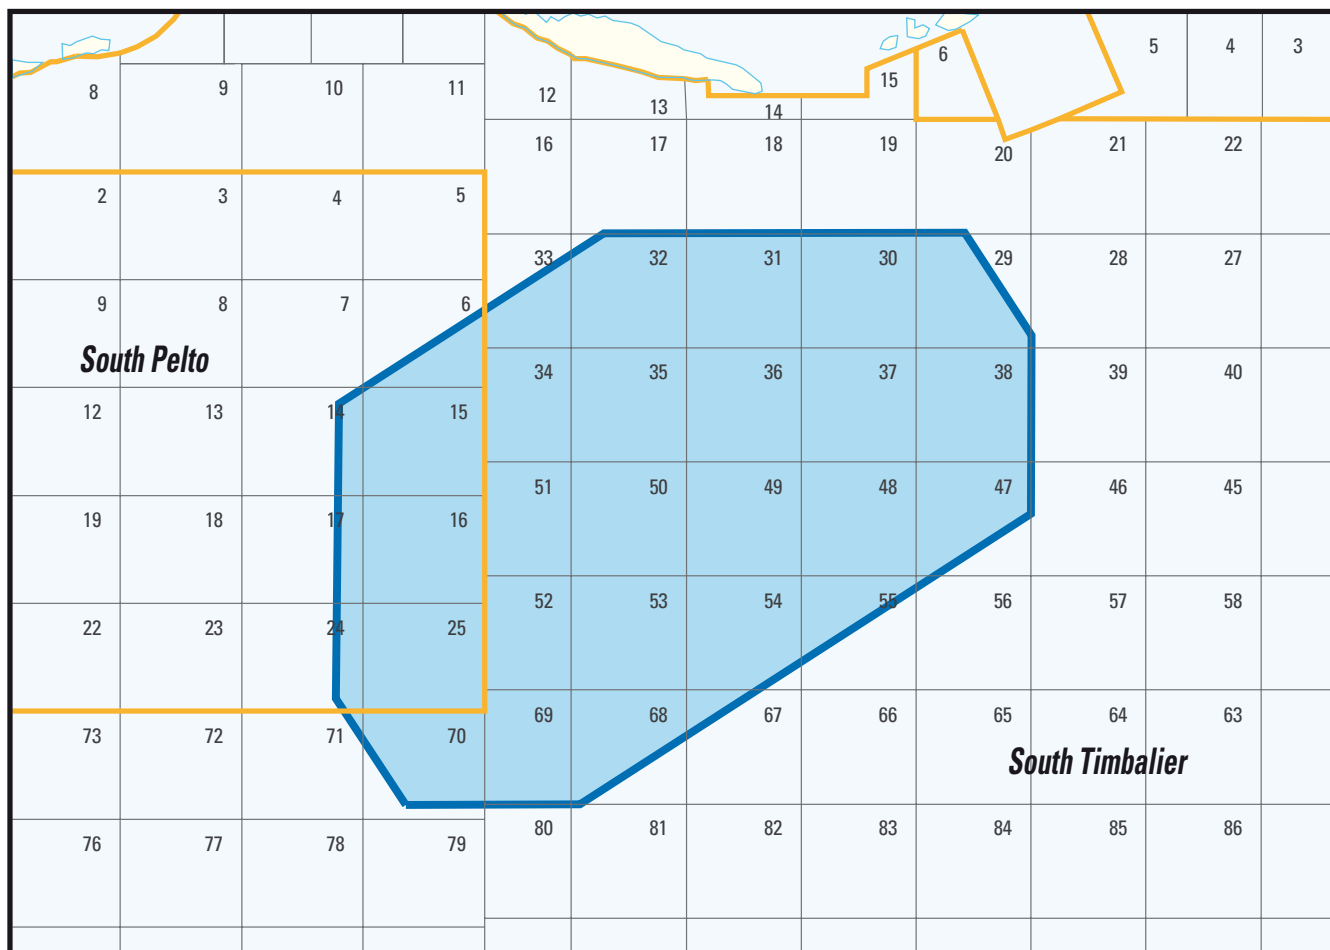 6 5 4 3
8 9 10 11 12 13 14 15
16 17 18 19 20 21 22
2 3 4 5
33 32 31 30 29 28 27
9 8 7 6
South Pelto
34 35 36 37 38 39 40
12 13 14 15
51 50 49 48 47 46 45
19 18 17 16
52 53 54 55 56 57 58
22 23 24 25
69 68 67 66 65 64 63
73 72 71 70
South Timbalier
80 81 82 83 84 85 86
76 77 78 79